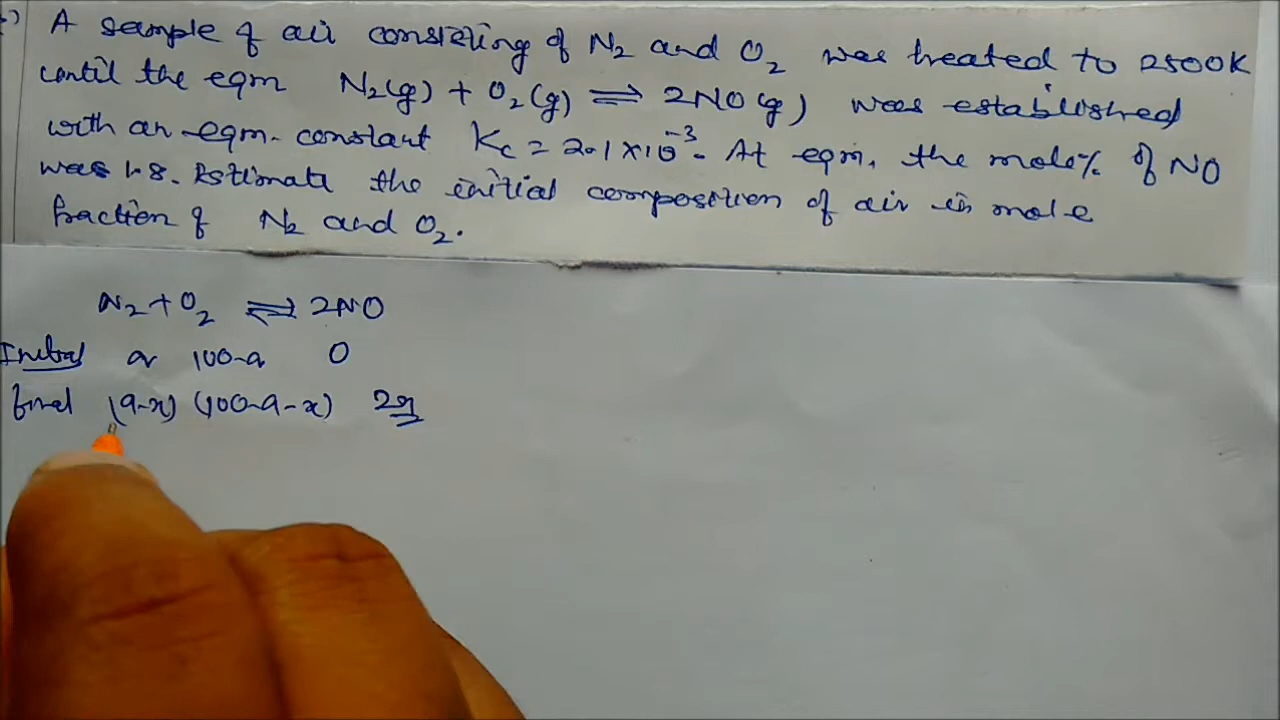 A sample of air consisting of N₂ and O₂ was heated to 2500K
until the eqm N₂(g) + O₂(g) ⇌ 2NO(g) was established
with an eqm. constant Kc = 2.1×10⁻³. At eqm, the mole% of NO
was 1.8. Estimate the initial composition of air in mole
fraction of N₂ and O₂.
N₂+O₂ ⇌ 2NO
Initial a 100-a 0
final (a-x) (100-a-x) 2x